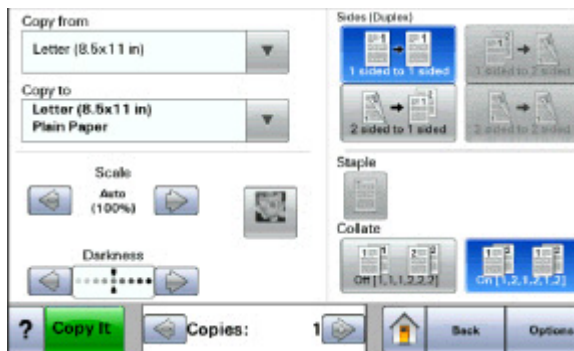 Copy from
Letter (8.5x11 in)
Copy to
Letter (8.5x11 in)
Plain Paper
Scale
Auto
(100%)
Darkness
Sides (Duplex)
1 sided to 1 sided
1 sided to 2 sided
2 sided to 1 sided
2 sided to 2 sided
Staple
Collate
Off [1,1,1,2,2,2]
On [1,2,1,2,1,2]
? Copy It Copies: 1 Back Options